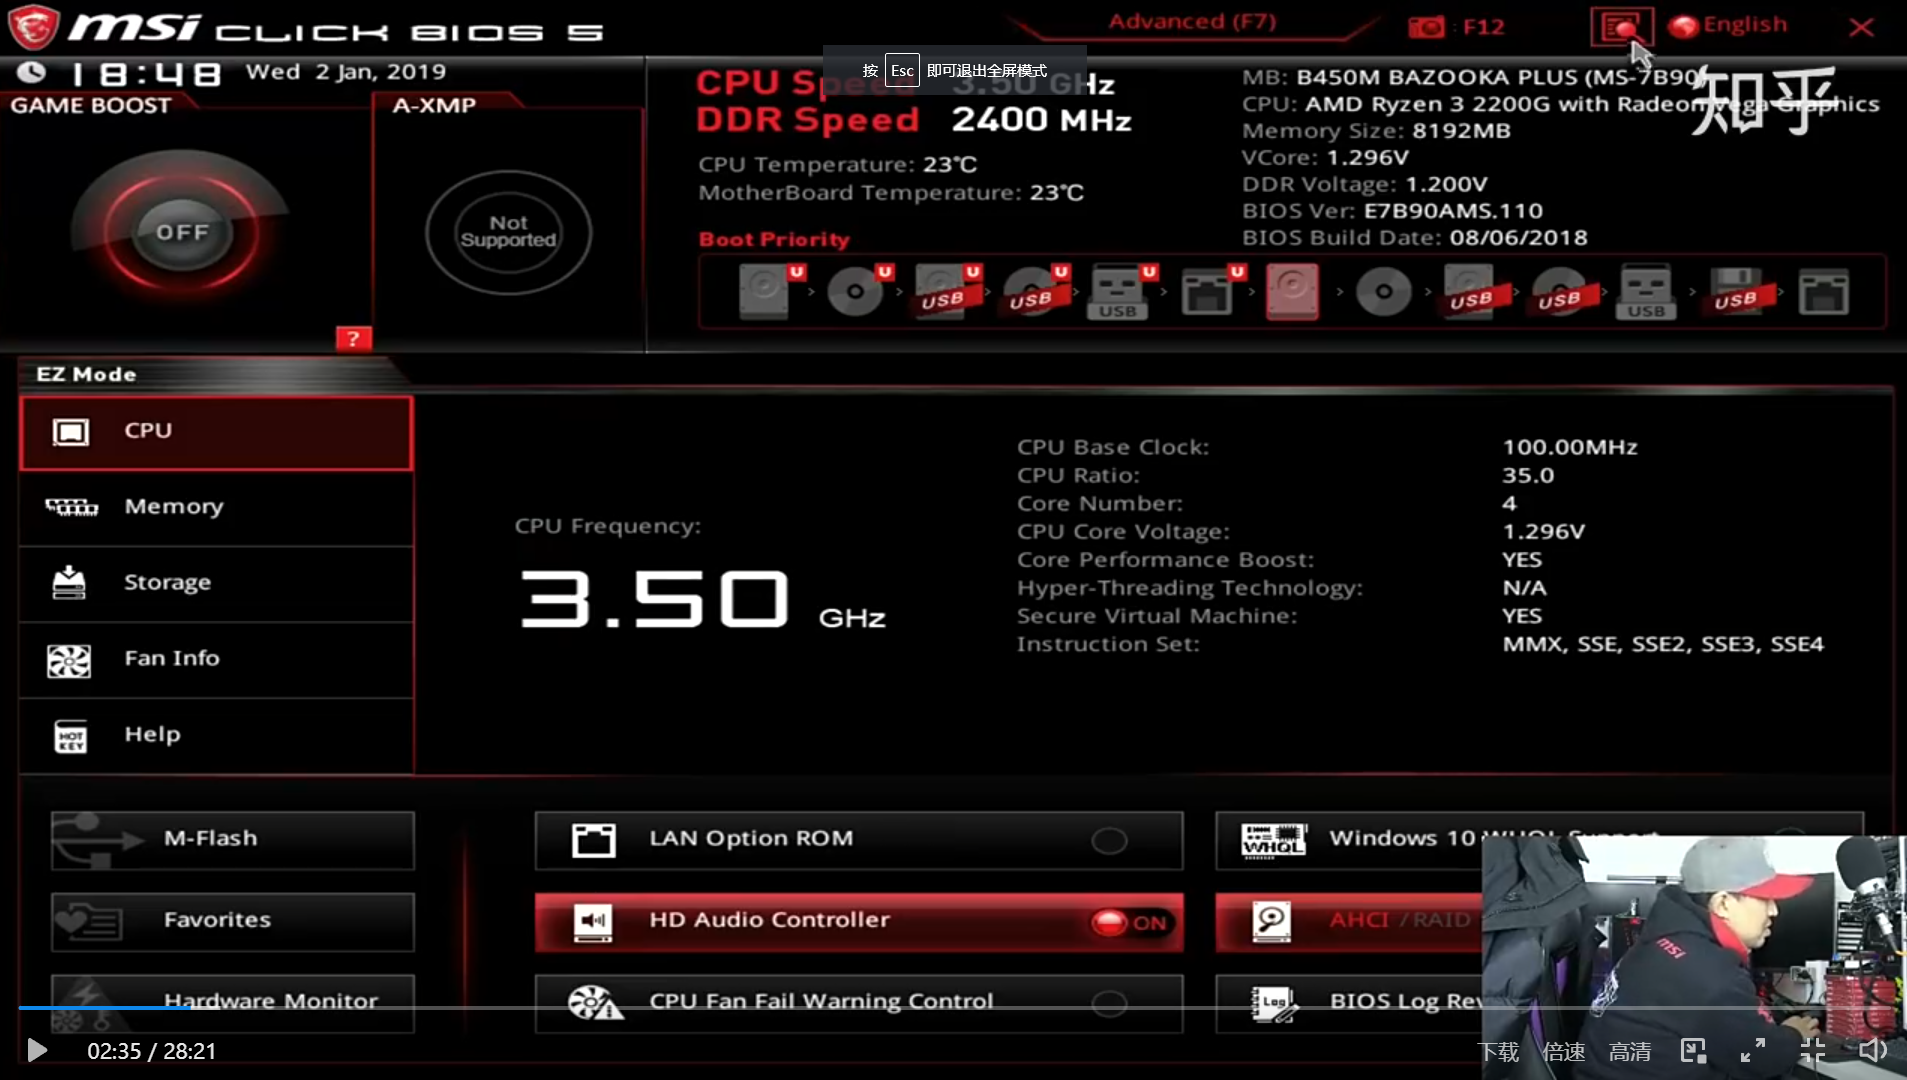 msi CLICK BIOS 5
Advanced (F7)
: F12
English
18:48 Wed 2 Jan, 2019
按 Esc 即可退出全屏模式
GAME BOOST
A-XMP
OFF
Not Supported
?
CPU Speed 3.50 GHz
DDR Speed 2400 MHz
CPU Temperature: 23°C
MotherBoard Temperature: 23°C
MB: B450M BAZOOKA PLUS (MS-7B90)
CPU: AMD Ryzen 3 2200G with Radeon Vega Graphics
知乎
Memory Size: 8192MB
VCore: 1.296V
DDR Voltage: 1.200V
BIOS Ver: E7B90AMS.110
BIOS Build Date: 08/06/2018
Boot Priority
U U U U U U
USB USB USB USB USB USB USB
EZ Mode
CPU
Memory
Storage
Fan Info
HOT KEY Help
CPU Frequency:
3.50 GHz
CPU Base Clock: 100.00MHz
CPU Ratio: 35.0
Core Number: 4
CPU Core Voltage: 1.296V
Core Performance Boost: YES
Hyper-Threading Technology: N/A
Secure Virtual Machine: YES
Instruction Set: MMX, SSE, SSE2, SSE3, SSE4
M-Flash
Favorites
Hardware Monitor
LAN Option ROM
HD Audio Controller ON
CPU Fan Fail Warning Control
WHQL Windows 10 WHQL Support
AHCI / RAID
Log BIOS Log Rev
msi
02:35 / 28:21
下载 倍速 高清